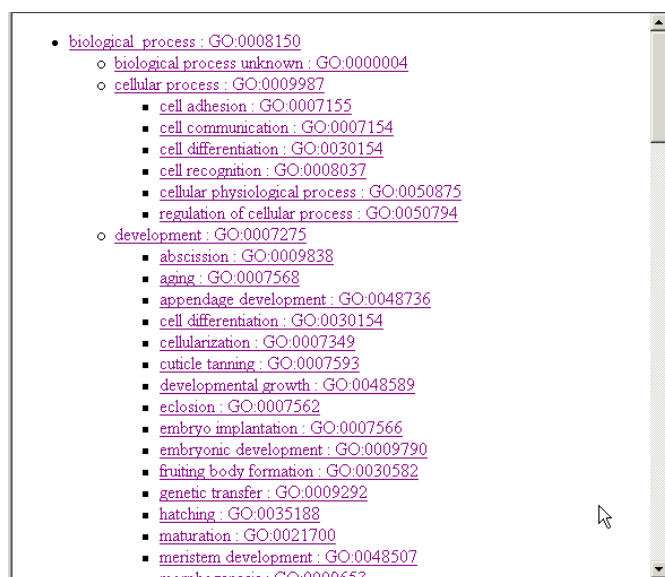 biological_process : GO:0008150
biological process unknown : GO:0000004
cellular process : GO:0009987
cell adhesion : GO:0007155
cell communication : GO:0007154
cell differentiation : GO:0030154
cell recognition : GO:0008037
cellular physiological process : GO:0050875
regulation of cellular process : GO:0050794
development : GO:0007275
abscission : GO:0009838
aging : GO:0007568
appendage development : GO:0048736
cell differentiation : GO:0030154
cellularization : GO:0007349
cuticle tanning : GO:0007593
developmental growth : GO:0048589
eclosion : GO:0007562
embryo implantation : GO:0007566
embryonic development : GO:0009790
fruiting body formation : GO:0030582
genetic transfer : GO:0009292
hatching : GO:0035188
maturation : GO:0021700
meristem development : GO:0048507
morphogenesis : GO:0009653